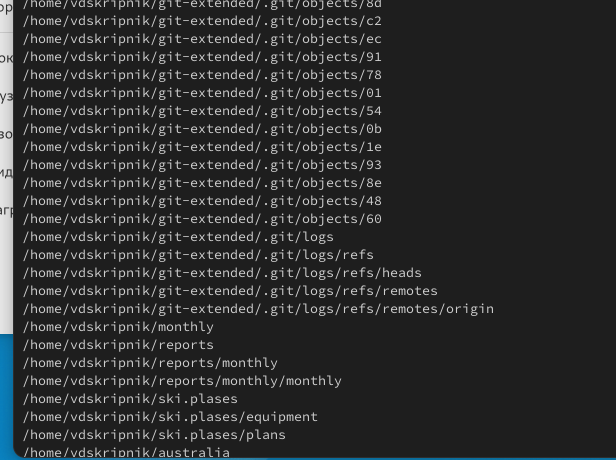 /home/vdskripnik/git-extended/.git/objects/8d
/home/vdskripnik/git-extended/.git/objects/c2
/home/vdskripnik/git-extended/.git/objects/ec
/home/vdskripnik/git-extended/.git/objects/91
/home/vdskripnik/git-extended/.git/objects/78
/home/vdskripnik/git-extended/.git/objects/01
/home/vdskripnik/git-extended/.git/objects/54
/home/vdskripnik/git-extended/.git/objects/0b
/home/vdskripnik/git-extended/.git/objects/1e
/home/vdskripnik/git-extended/.git/objects/93
/home/vdskripnik/git-extended/.git/objects/8e
/home/vdskripnik/git-extended/.git/objects/48
/home/vdskripnik/git-extended/.git/objects/60
/home/vdskripnik/git-extended/.git/logs
/home/vdskripnik/git-extended/.git/logs/refs
/home/vdskripnik/git-extended/.git/logs/refs/heads
/home/vdskripnik/git-extended/.git/logs/refs/remotes
/home/vdskripnik/git-extended/.git/logs/refs/remotes/origin
/home/vdskripnik/monthly
/home/vdskripnik/reports
/home/vdskripnik/reports/monthly
/home/vdskripnik/reports/monthly/monthly
/home/vdskripnik/ski.plases
/home/vdskripnik/ski.plases/equipment
/home/vdskripnik/ski.plases/plans
/home/vdskripnik/australia